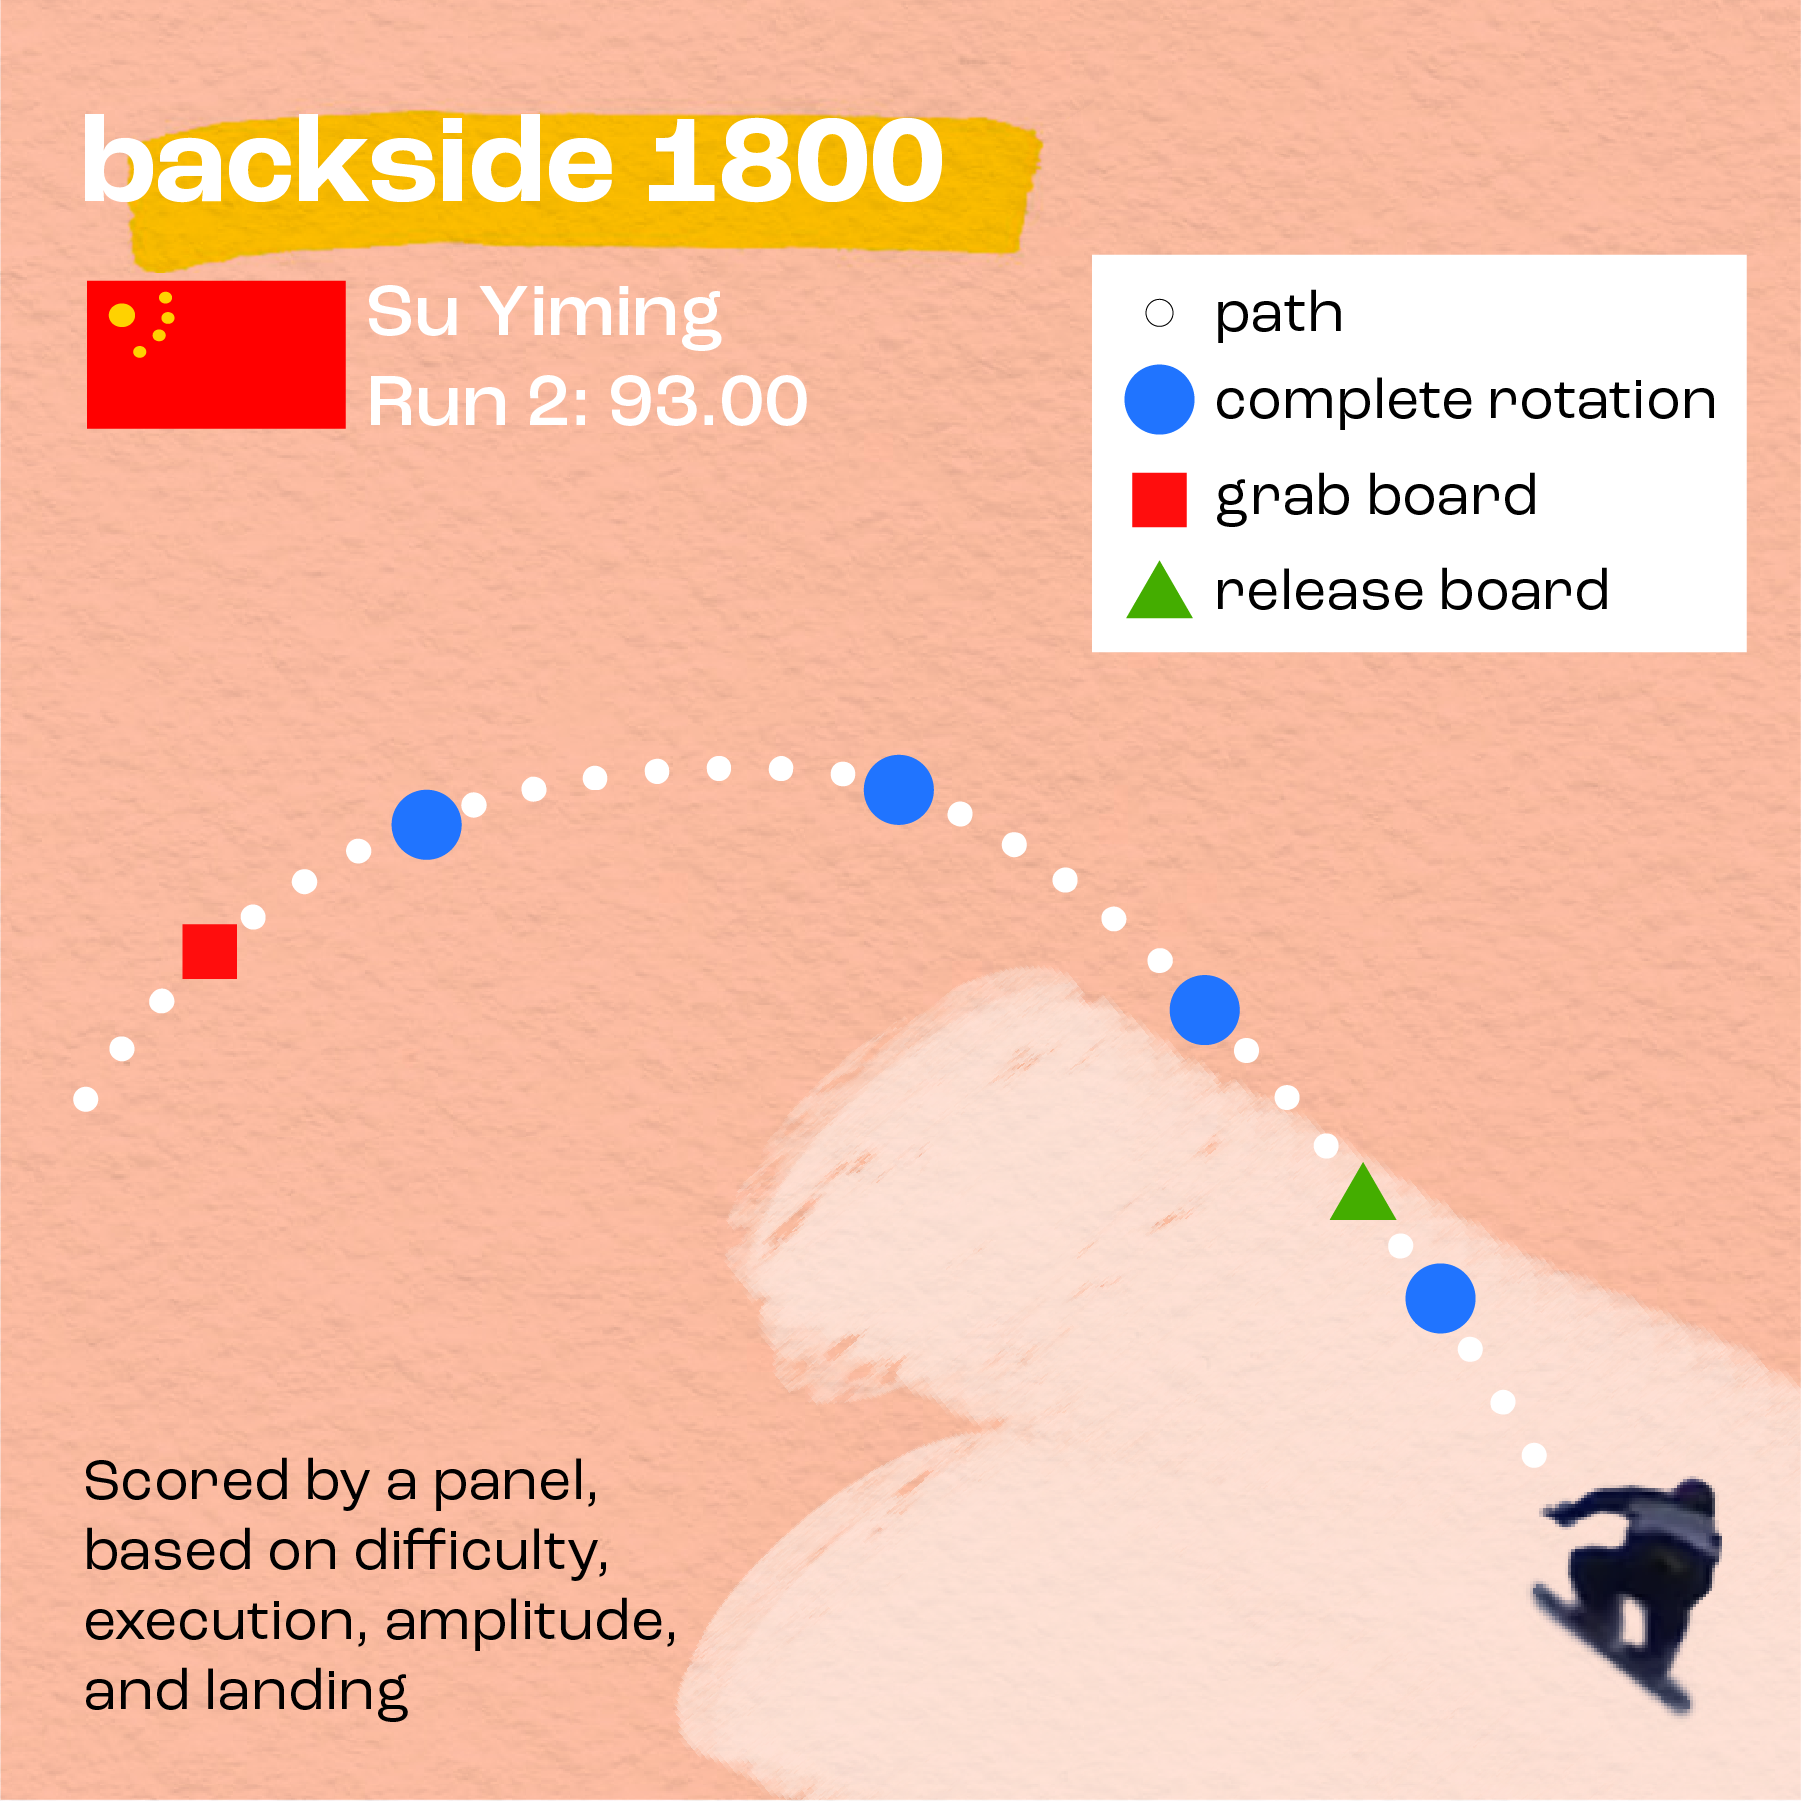 backside 1800
Su Yiming
Run 2: 93.00
path
complete rotation
grab board
release board
Scored by a panel,
based on difficulty,
execution, amplitude,
and landing